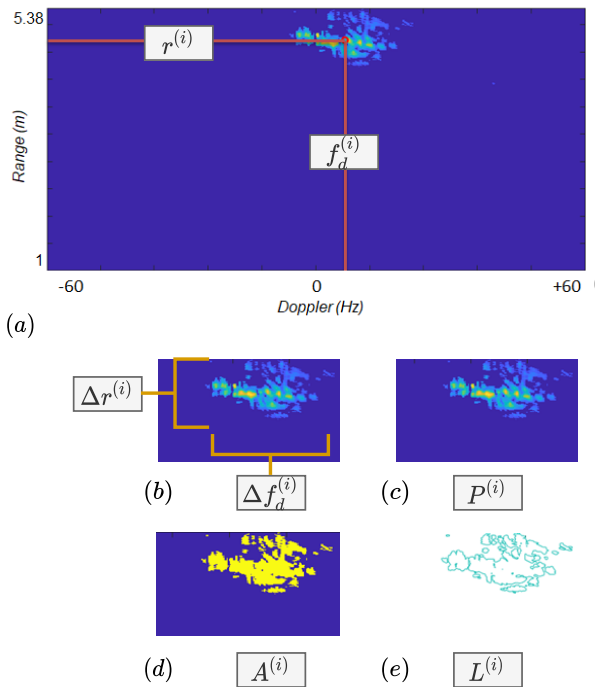 5.38
r^{(i)}
Range (m)
f_d^{(i)}
1
-60
0
+60
Doppler (Hz)
(a)
Δr^{(i)}
(b)
Δf_d^{(i)}
(c)
P^{(i)}
(d)
A^{(i)}
(e)
L^{(i)}